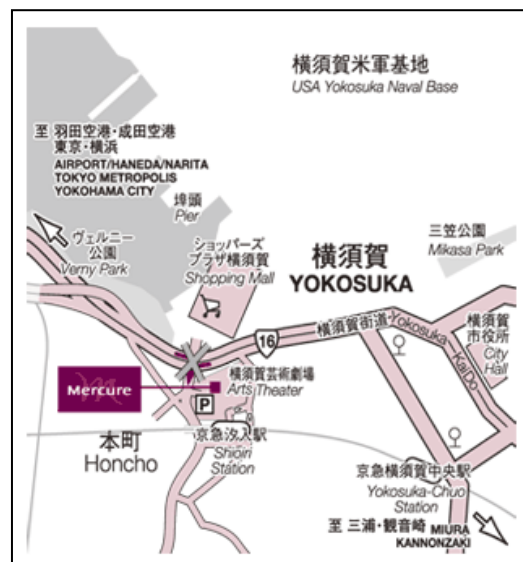 横須賀米軍基地
USA Yokosuka Naval Base
至 羽田空港・成田空港
東京・横浜
AIRPORT/HANEDA/NARITA
TOKYO METROPOLIS
YOKOHAMA CITY
埠頭
Pier
三笠公園
Mikasa Park
ヴェルニー
公園
Verny Park
ショッパーズ
プラザ横須賀
Shopping Mall
横須賀
YOKOSUKA
16
横須賀街道 Yokosuka KaiDo
横須賀
市役所
City
Hall
Mercure
横須賀芸術劇場
Arts Theater
P
本町
Honcho
京急汐入駅
Shioiri
Station
京急横須賀中央駅
Yokosuka-Chuo
Station
至 三浦・観音崎 MIURA
KANNONZAKI